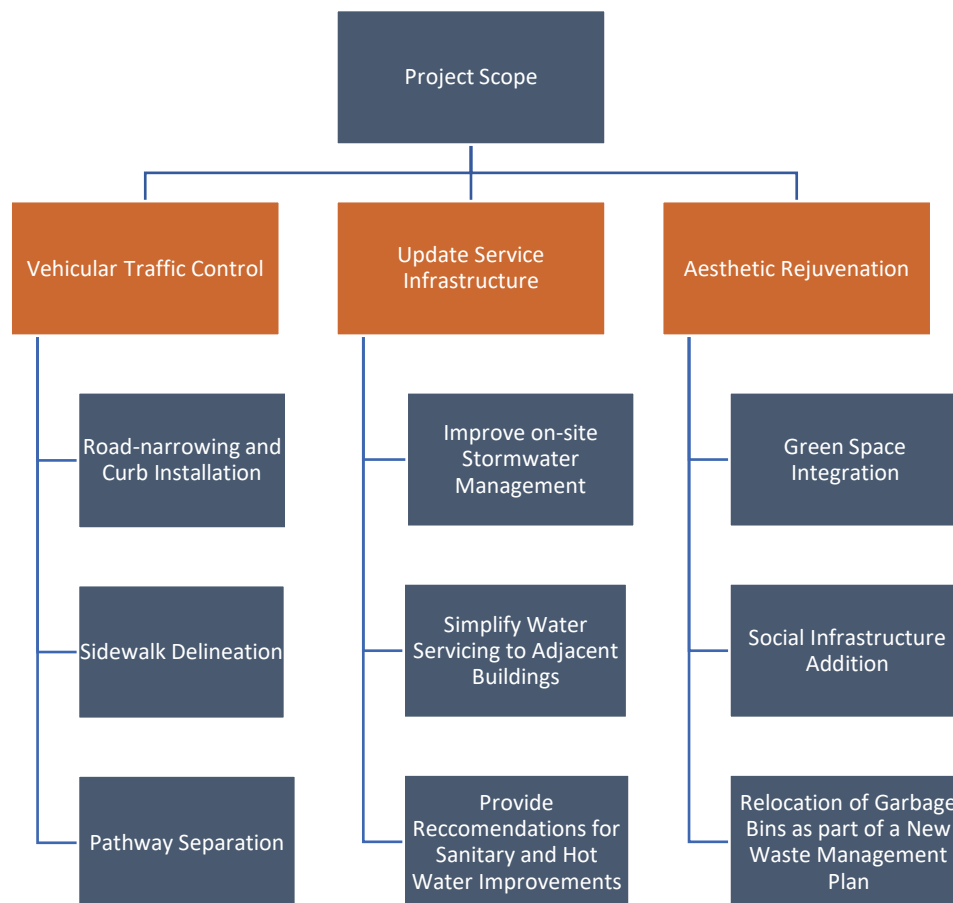 Project Scope
Vehicular Traffic Control
Update Service
Infrastructure
Aesthetic Rejuvenation
Road-narrowing and
Curb Installation
Improve on-site
Stormwater
Management
Green Space
Integration
Sidewalk Delineation
Simplify Water
Servicing to Adjacent
Buildings
Social Infrastructure
Addition
Pathway Separation
Provide
Reccomendations for
Sanitary and Hot
Water Improvements
Relocation of Garbage
Bins as part of a New
Waste Management
Plan